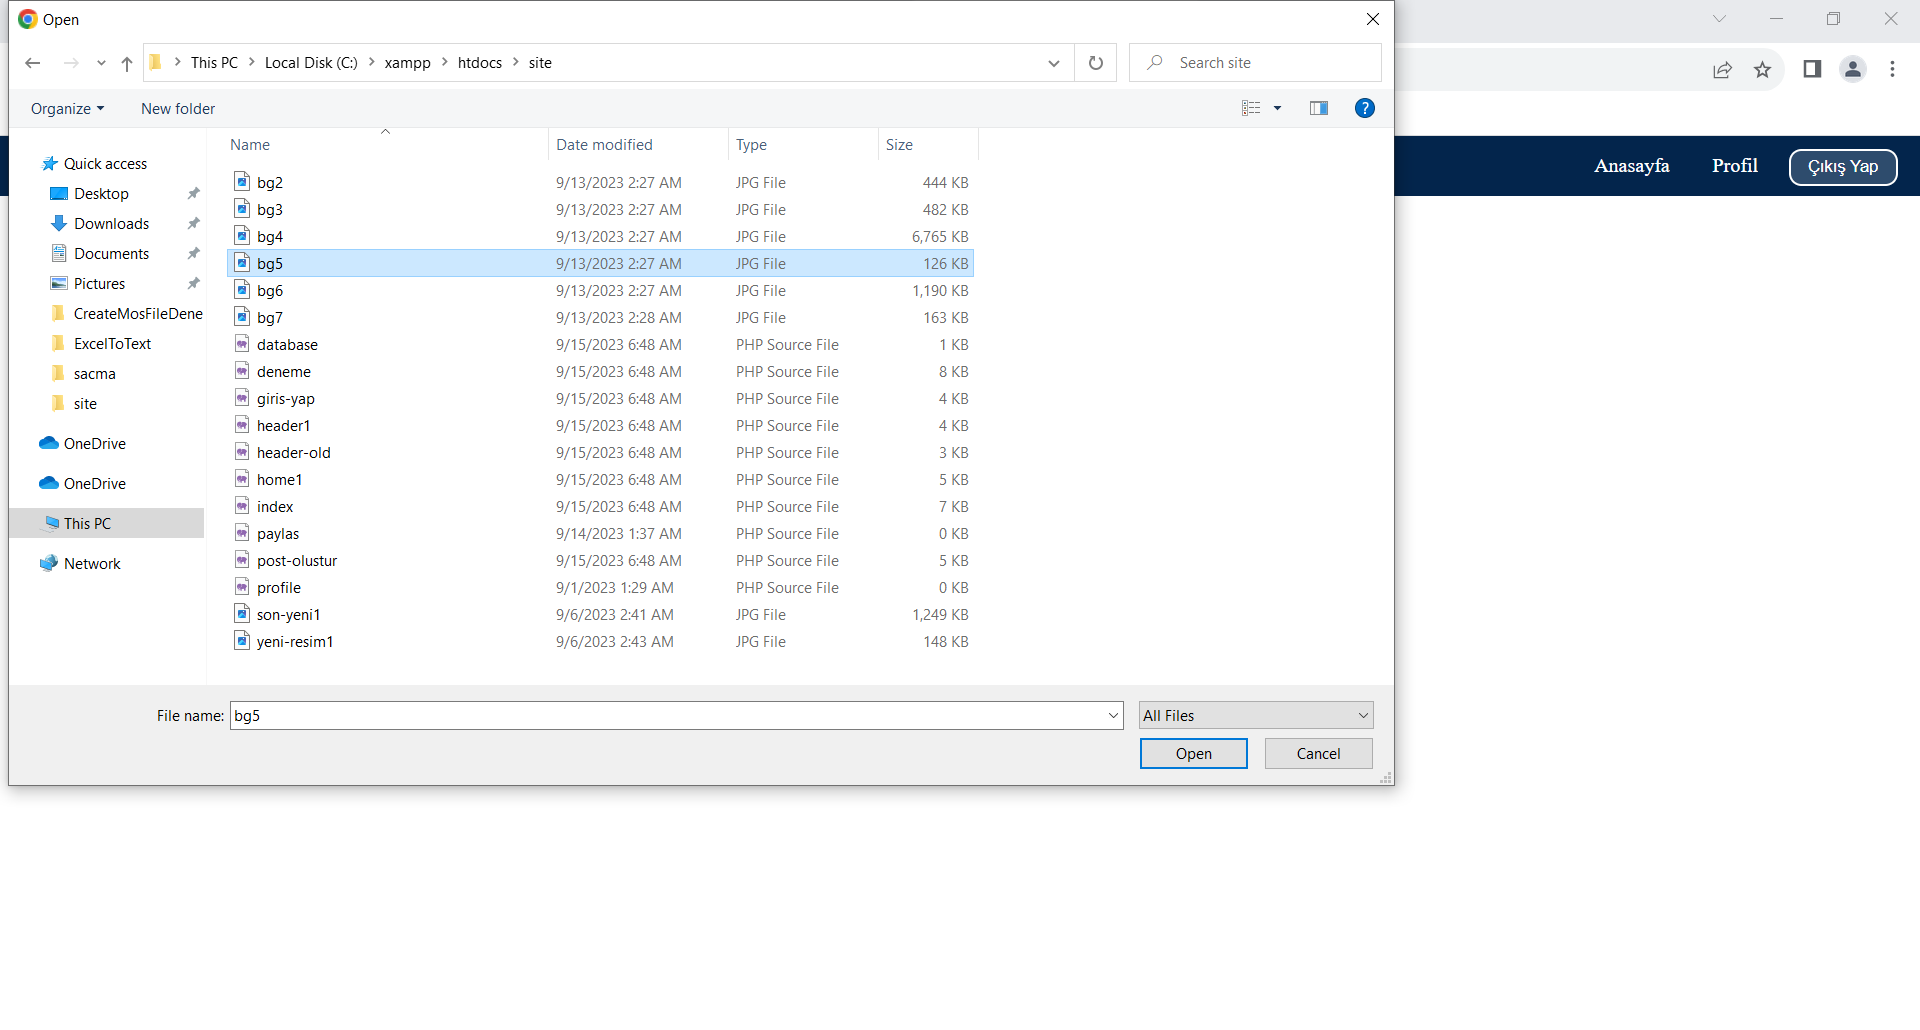 Open
This PC > Local Disk (C:) > xampp > htdocs > site
Search site
Organize
New folder
Anasayfa
Profil
Çıkış Yap
Name Date modified Type Size
Quick access
Desktop
Downloads
Documents
Pictures
CreateMosFileDene
ExcelToText
sacma
site
OneDrive
OneDrive
This PC
Network
bg2 9/13/2023 2:27 AM JPG File 444 KB
bg3 9/13/2023 2:27 AM JPG File 482 KB
bg4 9/13/2023 2:27 AM JPG File 6,765 KB
bg5 9/13/2023 2:27 AM JPG File 126 KB
bg6 9/13/2023 2:27 AM JPG File 1,190 KB
bg7 9/13/2023 2:28 AM JPG File 163 KB
database 9/15/2023 6:48 AM PHP Source File 1 KB
deneme 9/15/2023 6:48 AM PHP Source File 8 KB
giris-yap 9/15/2023 6:48 AM PHP Source File 4 KB
header1 9/15/2023 6:48 AM PHP Source File 4 KB
header-old 9/15/2023 6:48 AM PHP Source File 3 KB
home1 9/15/2023 6:48 AM PHP Source File 5 KB
index 9/15/2023 6:48 AM PHP Source File 7 KB
paylas 9/14/2023 1:37 AM PHP Source File 0 KB
post-olustur 9/15/2023 6:48 AM PHP Source File 5 KB
profile 9/1/2023 1:29 AM PHP Source File 0 KB
son-yeni1 9/6/2023 2:41 AM JPG File 1,249 KB
yeni-resim1 9/6/2023 2:43 AM JPG File 148 KB
File name: bg5
All Files
Open
Cancel